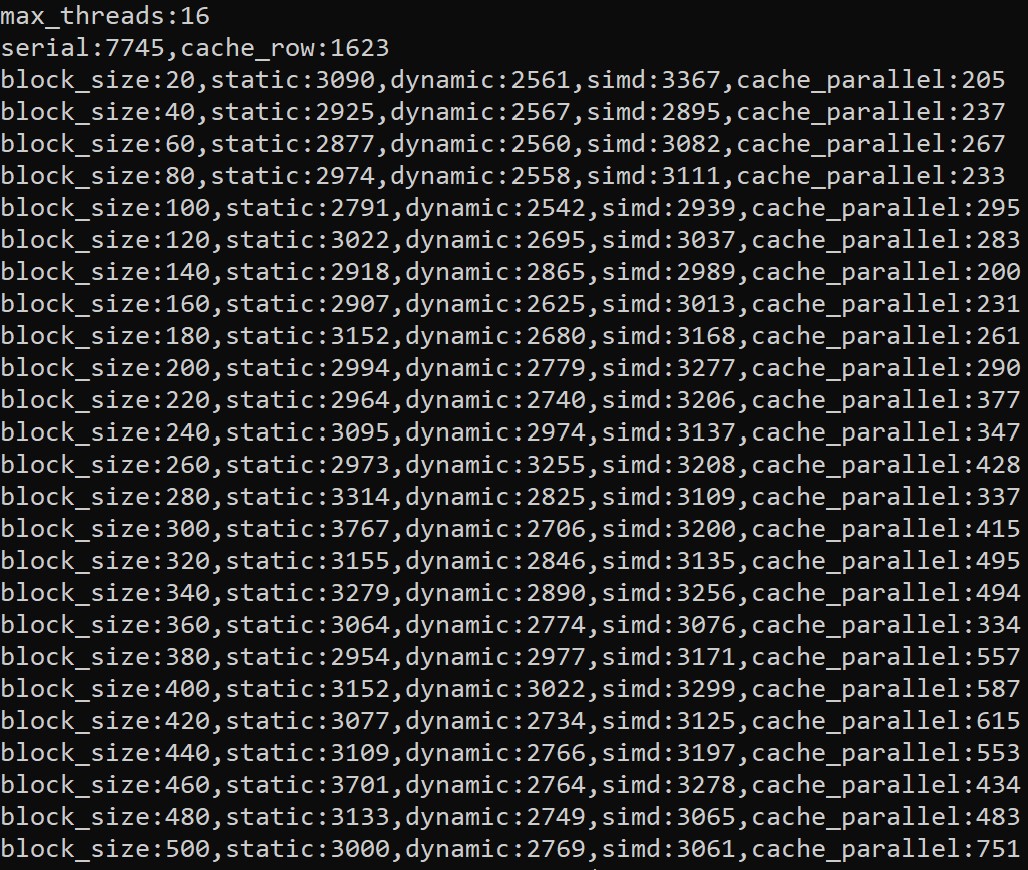 max_threads:16
serial:7745,cache_row:1623
block_size:20,static:3090,dynamic:2561,simd:3367,cache_parallel:205
block_size:40,static:2925,dynamic:2567,simd:2895,cache_parallel:237
block_size:60,static:2877,dynamic:2560,simd:3082,cache_parallel:267
block_size:80,static:2974,dynamic:2558,simd:3111,cache_parallel:233
block_size:100,static:2791,dynamic:2542,simd:2939,cache_parallel:295
block_size:120,static:3022,dynamic:2695,simd:3037,cache_parallel:283
block_size:140,static:2918,dynamic:2865,simd:2989,cache_parallel:200
block_size:160,static:2907,dynamic:2625,simd:3013,cache_parallel:231
block_size:180,static:3152,dynamic:2680,simd:3168,cache_parallel:261
block_size:200,static:2994,dynamic:2779,simd:3277,cache_parallel:290
block_size:220,static:2964,dynamic:2740,simd:3206,cache_parallel:377
block_size:240,static:3095,dynamic:2974,simd:3137,cache_parallel:347
block_size:260,static:2973,dynamic:3255,simd:3208,cache_parallel:428
block_size:280,static:3314,dynamic:2825,simd:3109,cache_parallel:337
block_size:300,static:3767,dynamic:2706,simd:3200,cache_parallel:415
block_size:320,static:3155,dynamic:2846,simd:3135,cache_parallel:495
block_size:340,static:3279,dynamic:2890,simd:3256,cache_parallel:494
block_size:360,static:3064,dynamic:2774,simd:3076,cache_parallel:334
block_size:380,static:2954,dynamic:2977,simd:3171,cache_parallel:557
block_size:400,static:3152,dynamic:3022,simd:3299,cache_parallel:587
block_size:420,static:3077,dynamic:2734,simd:3125,cache_parallel:615
block_size:440,static:3109,dynamic:2766,simd:3197,cache_parallel:553
block_size:460,static:3701,dynamic:2764,simd:3278,cache_parallel:434
block_size:480,static:3133,dynamic:2749,simd:3065,cache_parallel:483
block_size:500,static:3000,dynamic:2769,simd:3061,cache_parallel:751